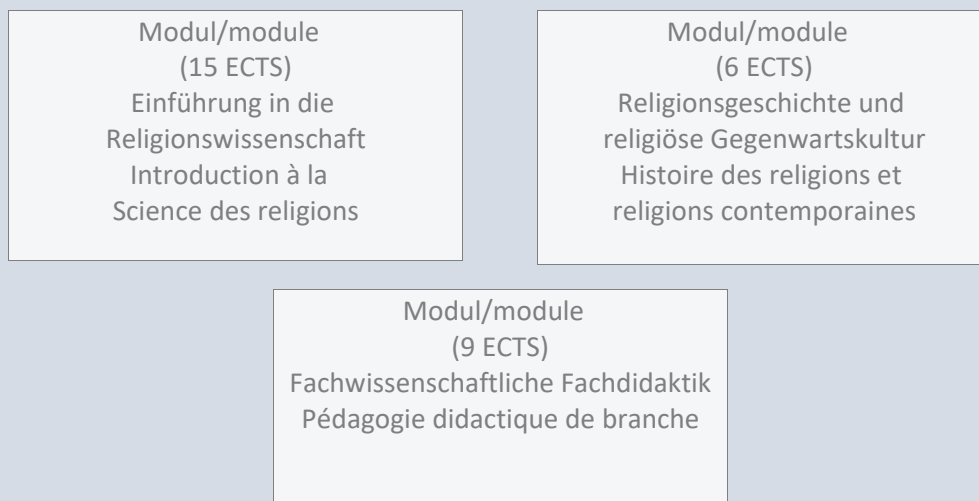 Modul/module
(15 ECTS)
Einführung in die
Religionswissenschaft
Introduction à la
Science des religions
Modul/module
(6 ECTS)
Religionsgeschichte und
religiöse Gegenwartskultur
Histoire des religions et
religions contemporaines
Modul/module
(9 ECTS)
Fachwissenschaftliche Fachdidaktik
Pédagogie didactique de branche